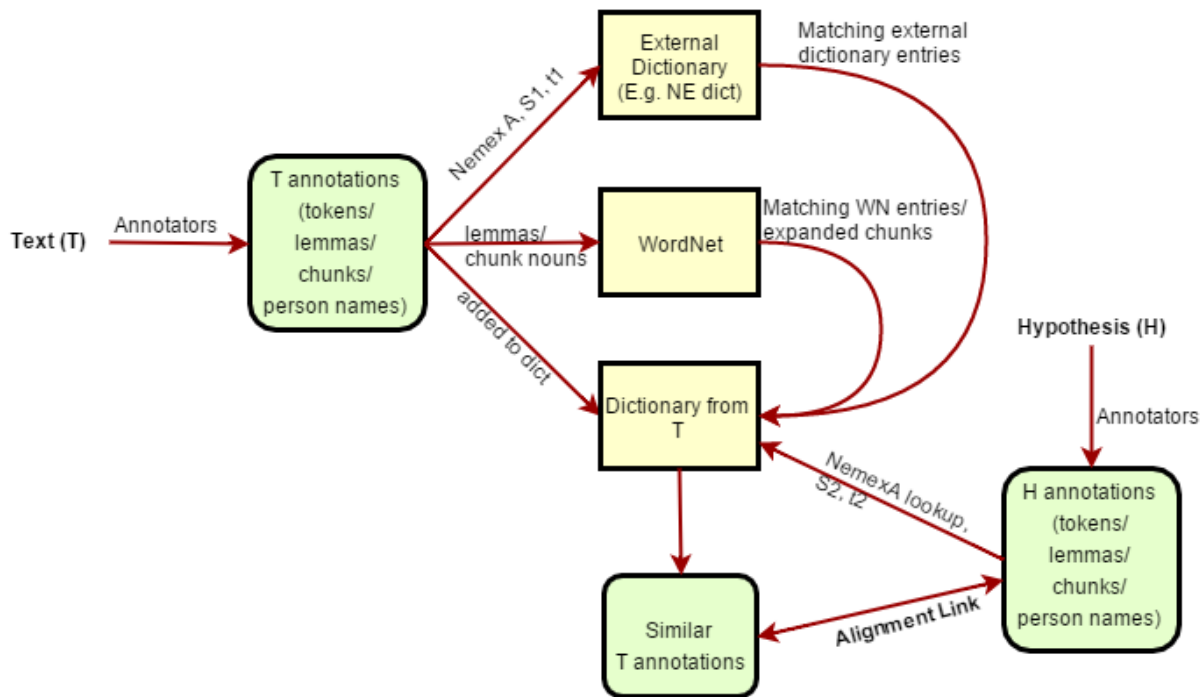 External
Dictionary
(E.g. NE dict)
Matching external
dictionary entries
Nemex A, S1, t1
T annotations
(tokens/
lemmas/
chunks/
person names)
Text (T)
Annotators
lemmas/
chunk nouns
WordNet
Matching WN entries/
expanded chunks
added to dict
Hypothesis (H)
Annotators
Dictionary from
T
NemexA lookup,
S2, t2
H annotations
(tokens/
lemmas/
chunks/
person names)
Similar
T annotations
Alignment Link